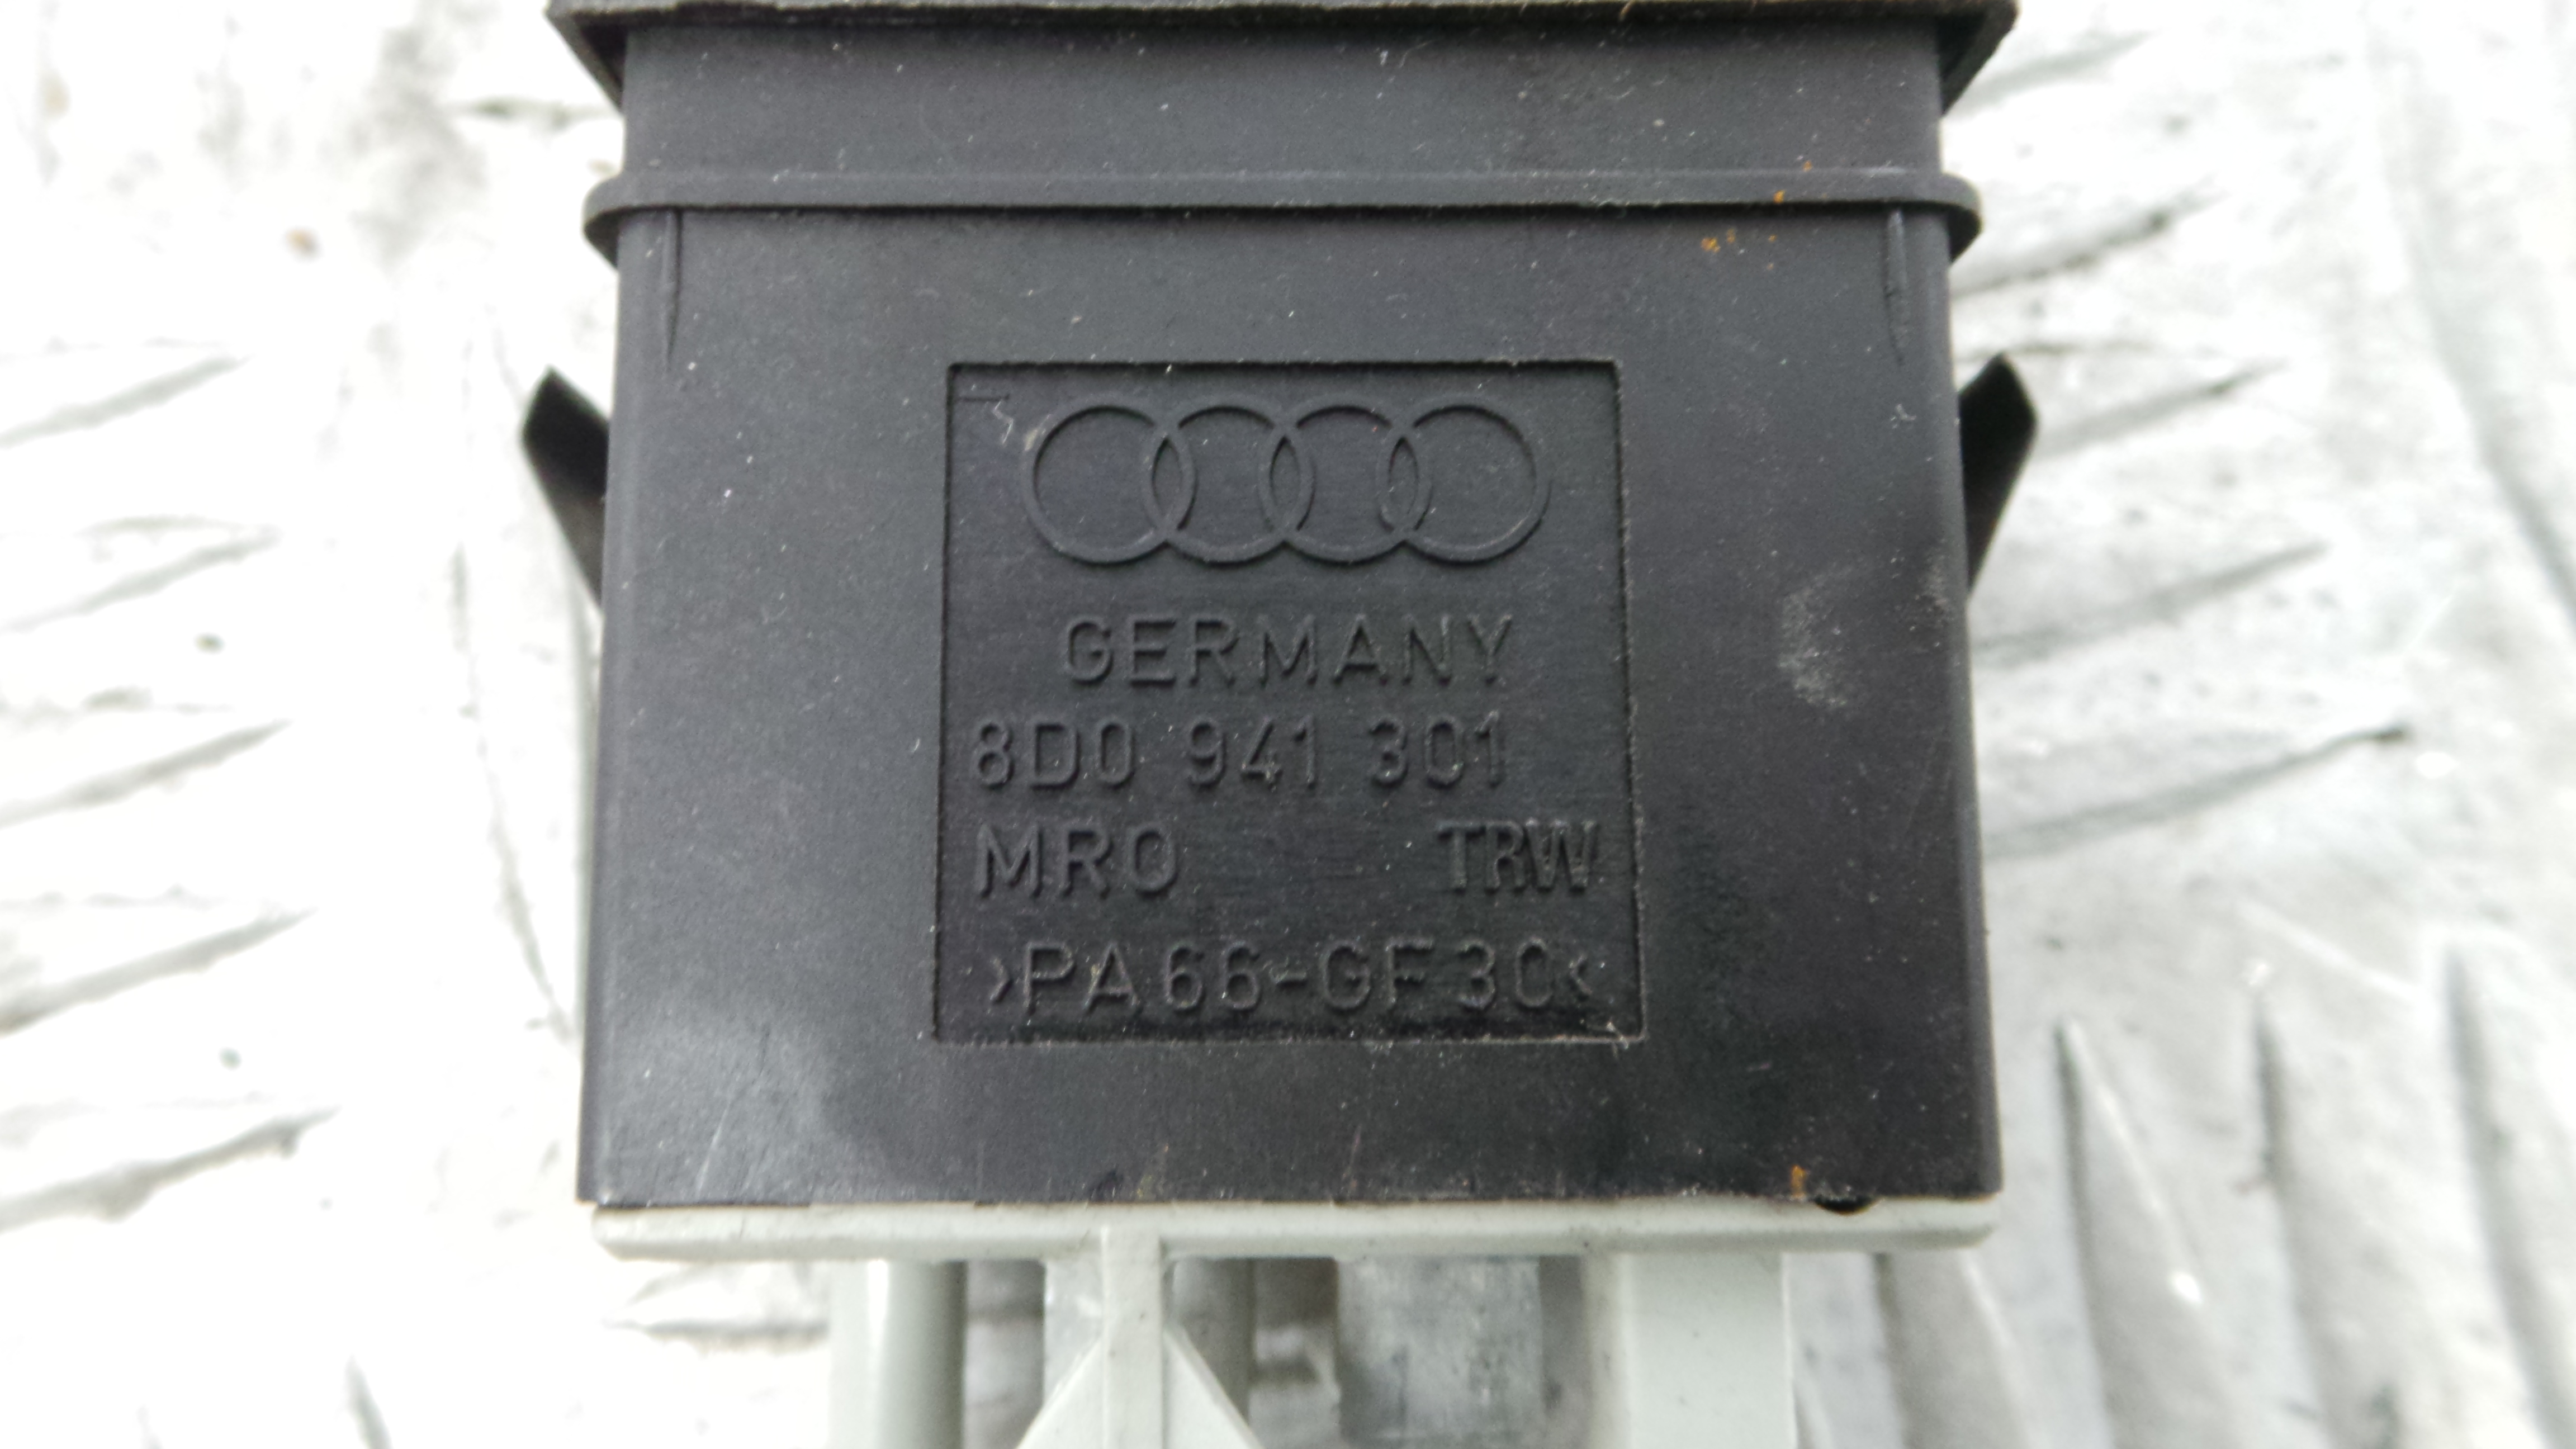 GERMANY
8D0 941 301
MRO TRW
>PA66-GF30<